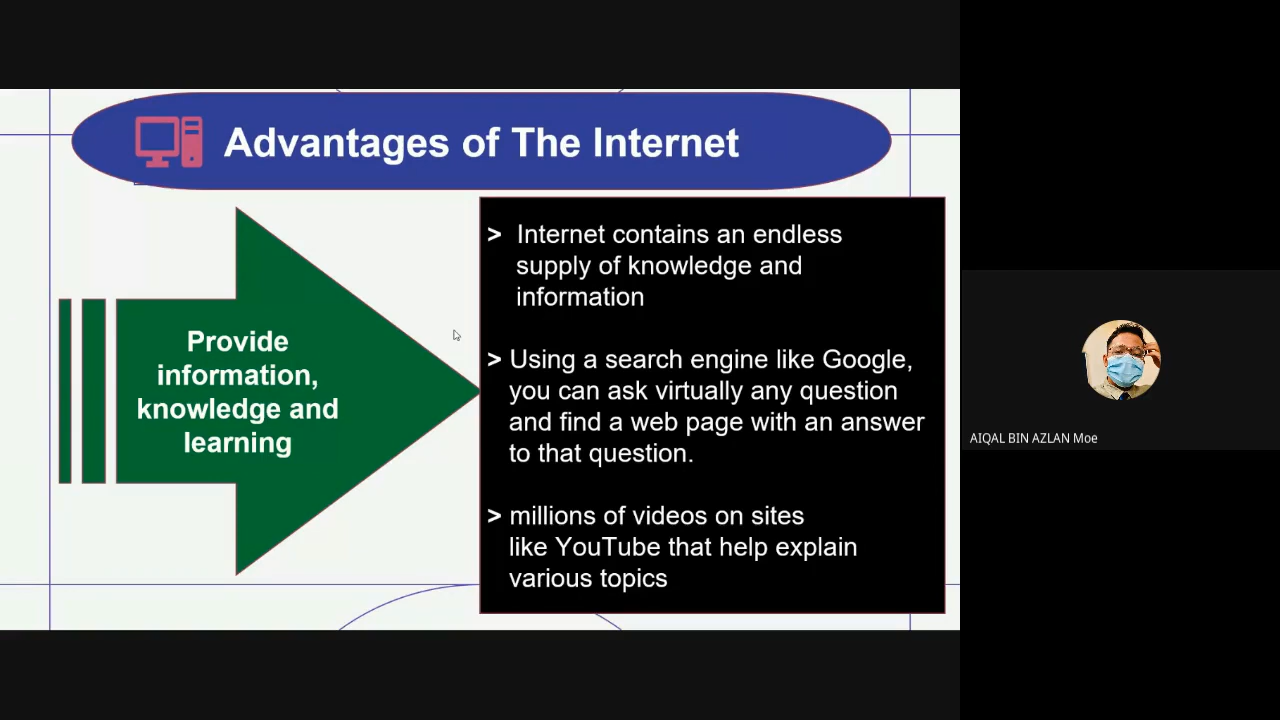 Advantages of The Internet
Provide
information,
knowledge and
learning
> Internet contains an endless
supply of knowledge and
information
> Using a search engine like Google,
you can ask virtually any question
and find a web page with an answer
to that question.
> millions of videos on sites
like YouTube that help explain
various topics
AIQAL BIN AZLAN Moe